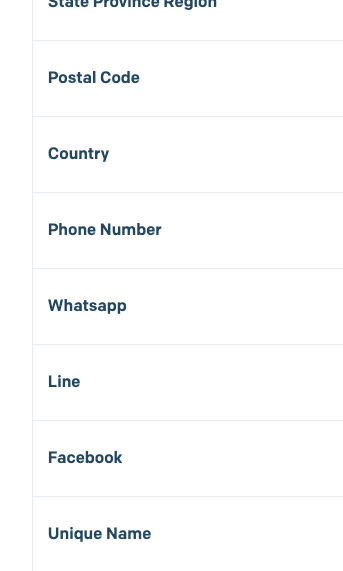 State Province Region
Postal Code
Country
Phone Number
Whatsapp
Line
Facebook
Unique Name